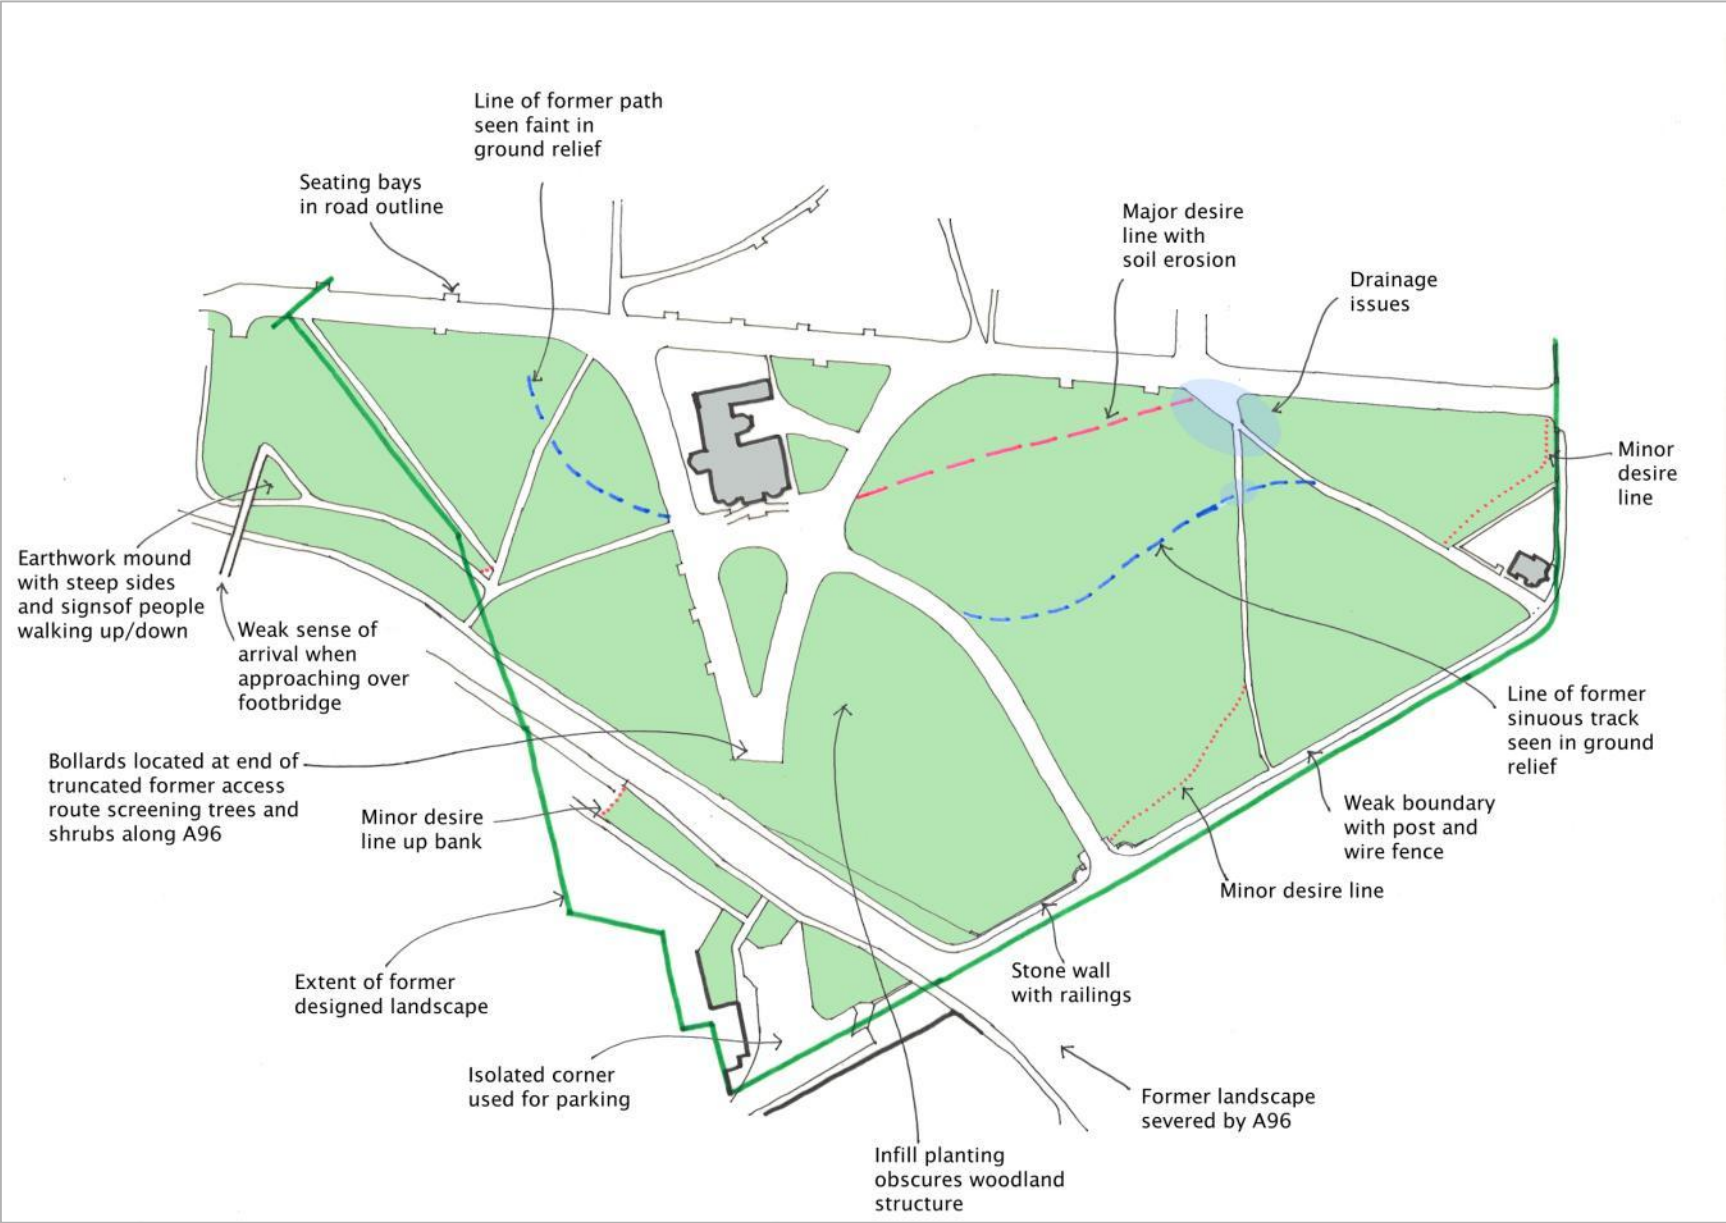 Line of former path
seen faint in
ground relief
Seating bays
in road outline
Major desire
line with
soil erosion
Drainage
issues
Minor
desire
line
Earthwork mound
with steep sides
and signsof people
walking up/down
Weak sense of
arrival when
approaching over
footbridge
Line of former
sinuous track
seen in ground
relief
Bollards located at end of
truncated former access
route screening trees and
shrubs along A96
Minor desire
line up bank
Weak boundary
with post and
wire fence
Minor desire line
Extent of former
designed landscape
Stone wall
with railings
Isolated corner
used for parking
Former landscape
severed by A96
Infill planting
obscures woodland
structure